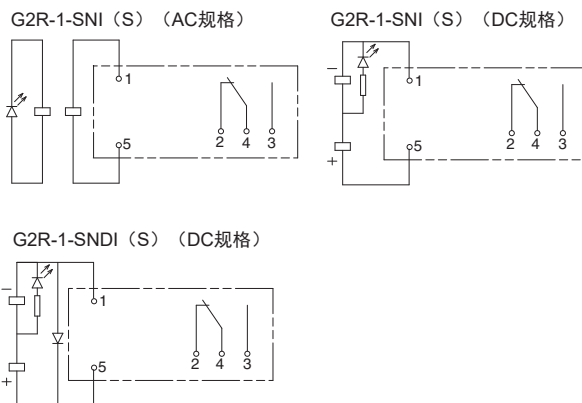 G2R-1-SNI（S）（AC规格）
1
5
2 4 3
G2R-1-SNI（S）（DC规格）
−
+
1
5
2 4 3
G2R-1-SNDI（S）（DC规格）
−
+
1
5
2 4 3